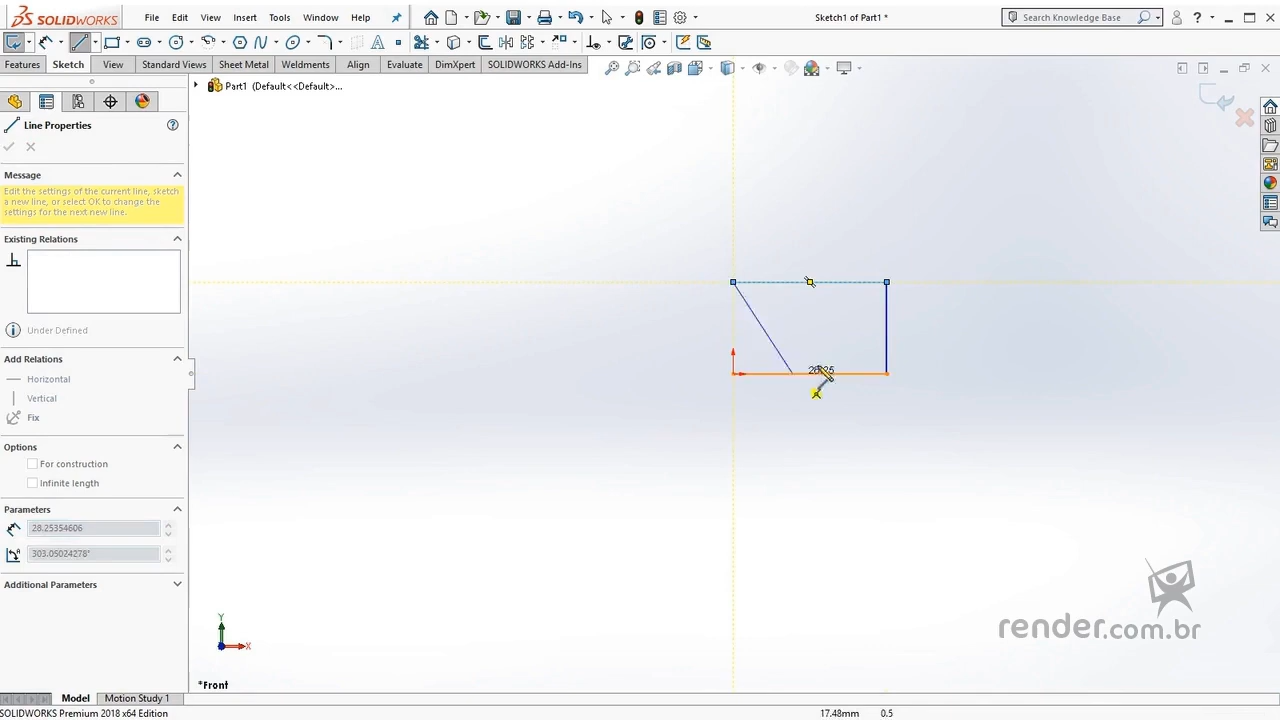 SOLIDWORKS
File Edit View Insert Tools Window Help
Sketch1 of Part1 *
Search Knowledge Base
?
Features Sketch View Standard Views Sheet Metal Weldments Align Evaluate DimXpert SOLIDWORKS Add-Ins
Part1 (Default<<Default>...
Line Properties
Message
Edit the settings of the current line, sketch
a new line, or select OK to change the
settings for the next new line.
Existing Relations
Under Defined
Add Relations
Horizontal
Vertical
Fix
Options
For construction
Infinite length
Parameters
28.25354606
303.05024278°
Additional Parameters
Y
X
*Front
render.com.br
Model Motion Study 1
SOLIDWORKS Premium 2018 x64 Edition
17.48mm 0.5